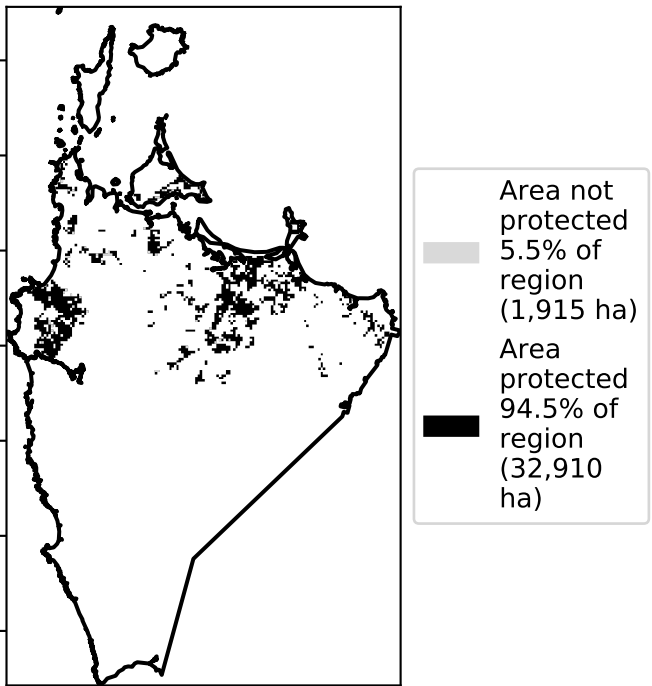 Area not
protected
5.5% of
region
(1,915 ha)
Area
protected
94.5% of
region
(32,910
ha)